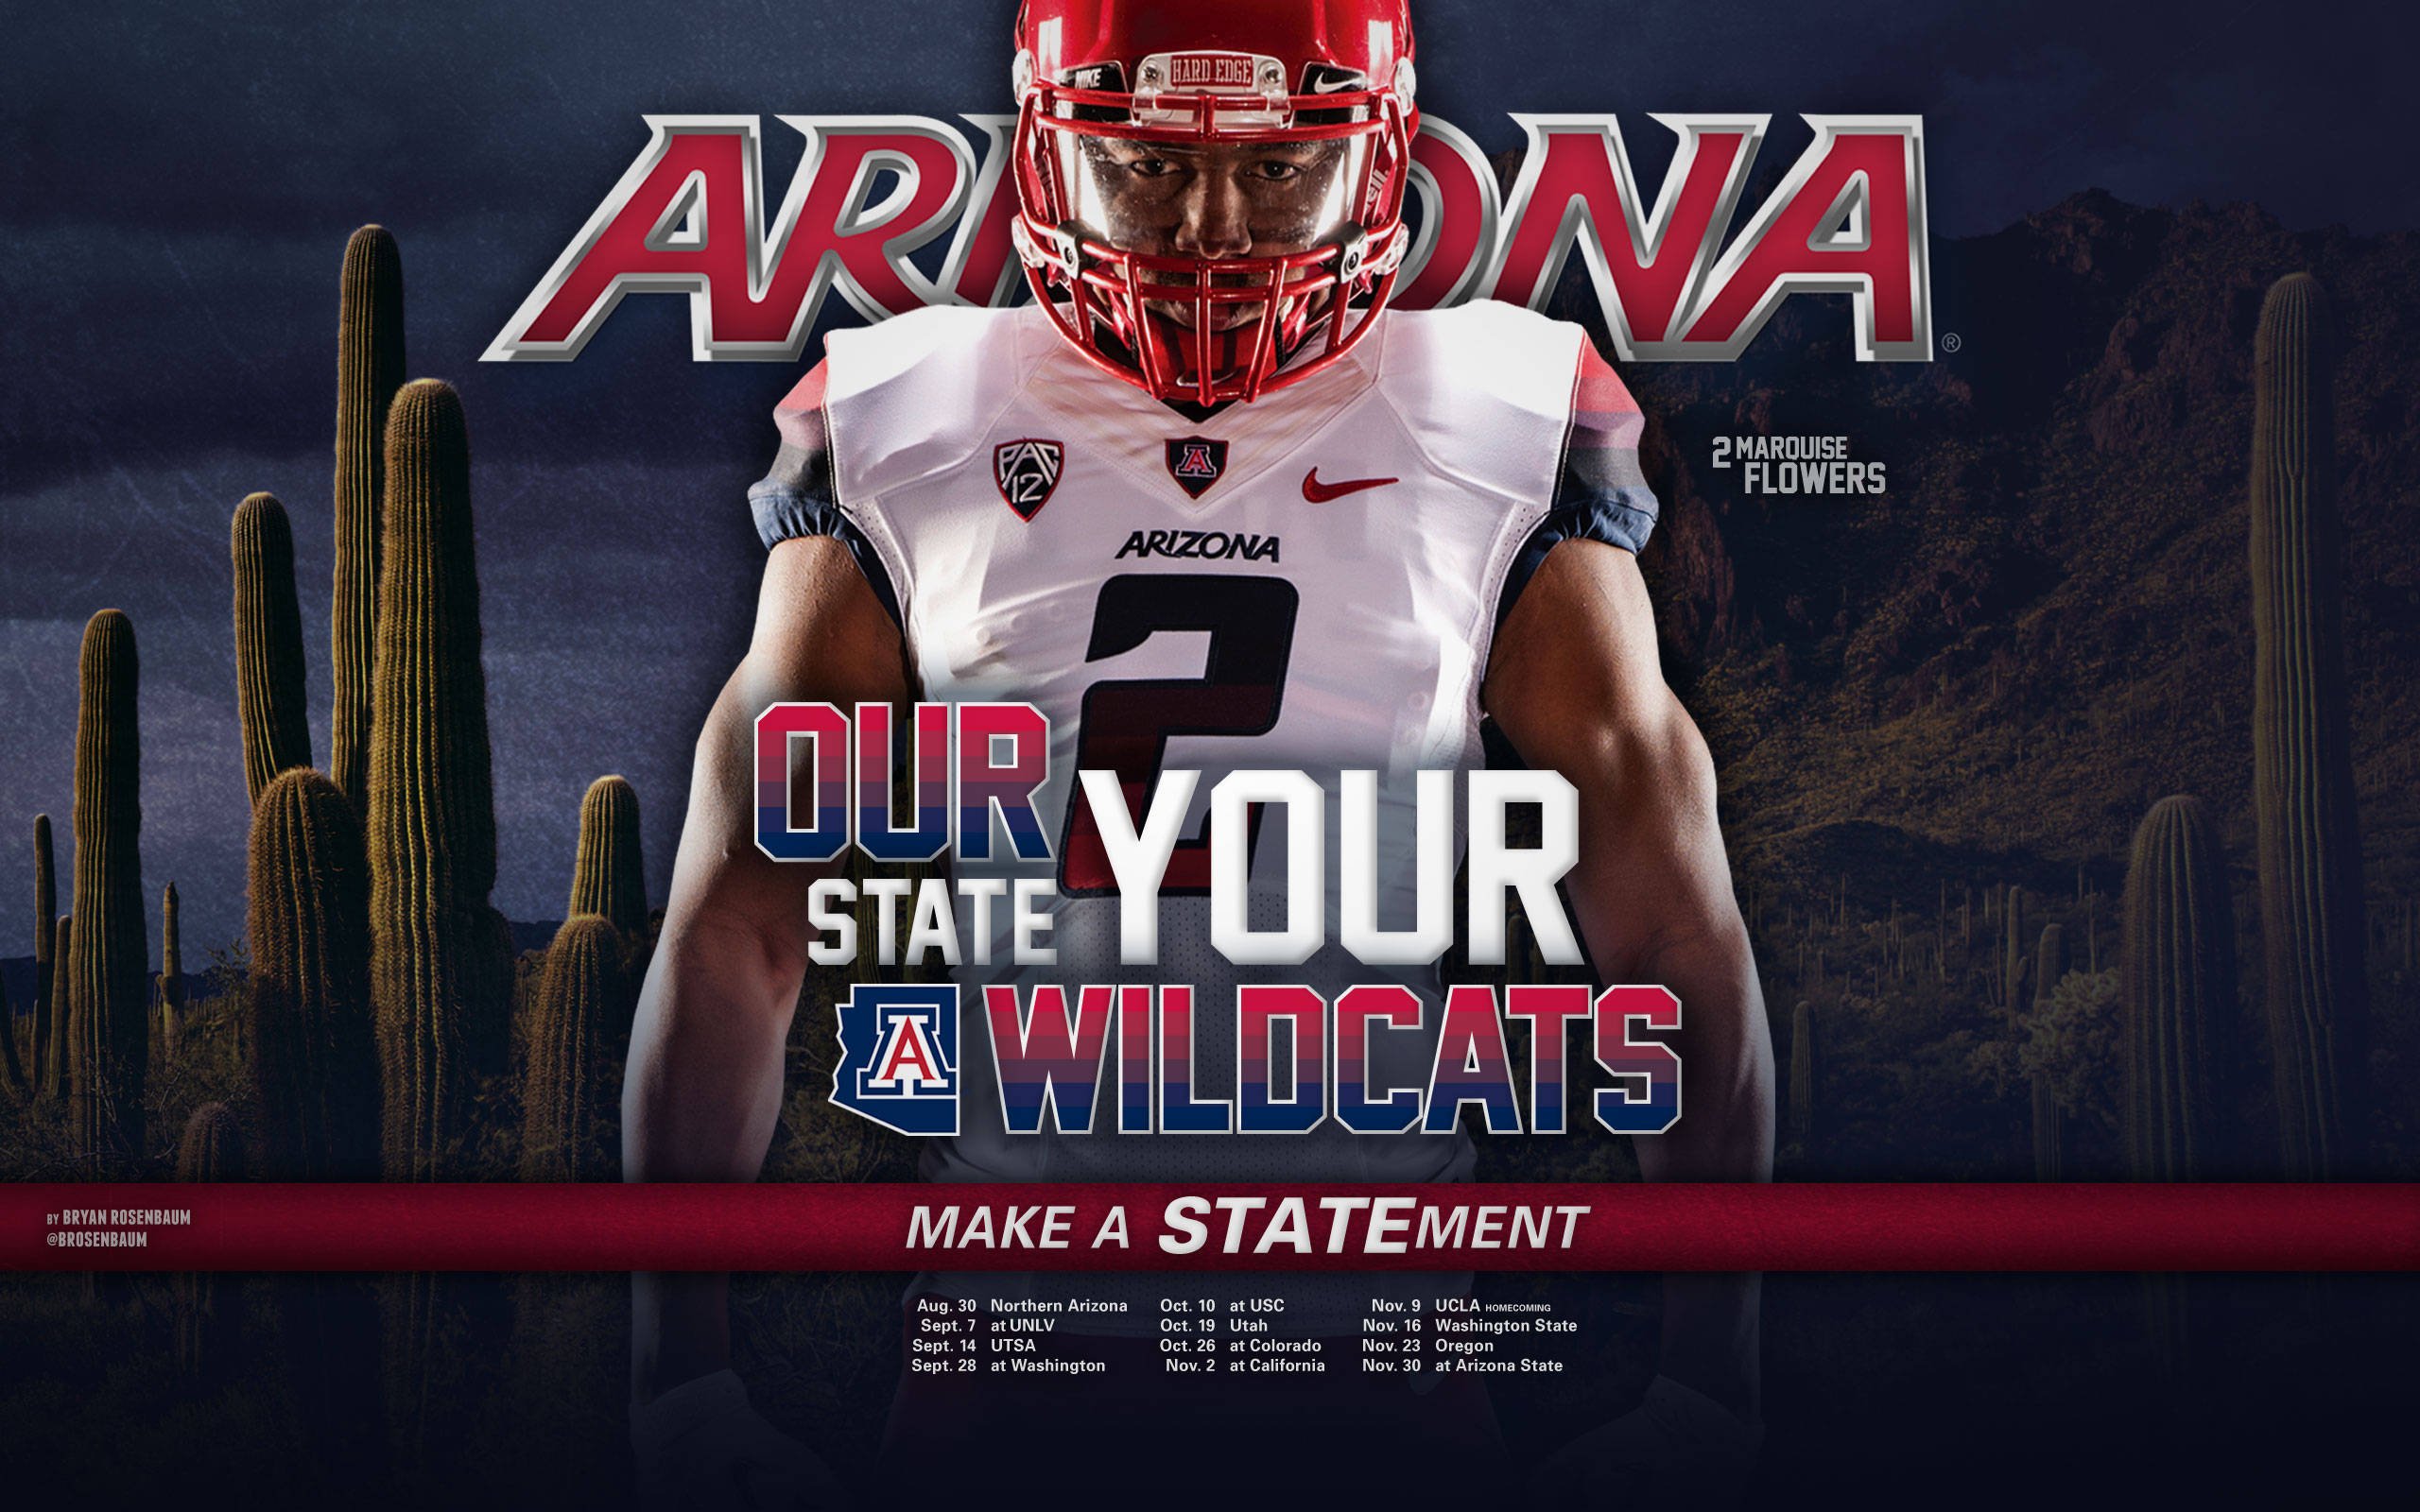 HARD EDGE
NIKE
ARIZONA ®
PAC
12
A
ARIZONA
2
2 MARQUISE
FLOWERS
OUR
STATE YOUR
A WILDCATS
MAKE A STATEMENT
BY BRYAN ROSENBAUM
@BROSENBAUM
Aug. 30 Northern Arizona
Sept. 7 at UNLV
Sept. 14 UTSA
Sept. 28 at Washington
Oct. 10 at USC
Oct. 19 Utah
Oct. 26 at Colorado
Nov. 2 at California
Nov. 9 UCLA HOMECOMING
Nov. 16 Washington State
Nov. 23 Oregon
Nov. 30 at Arizona State